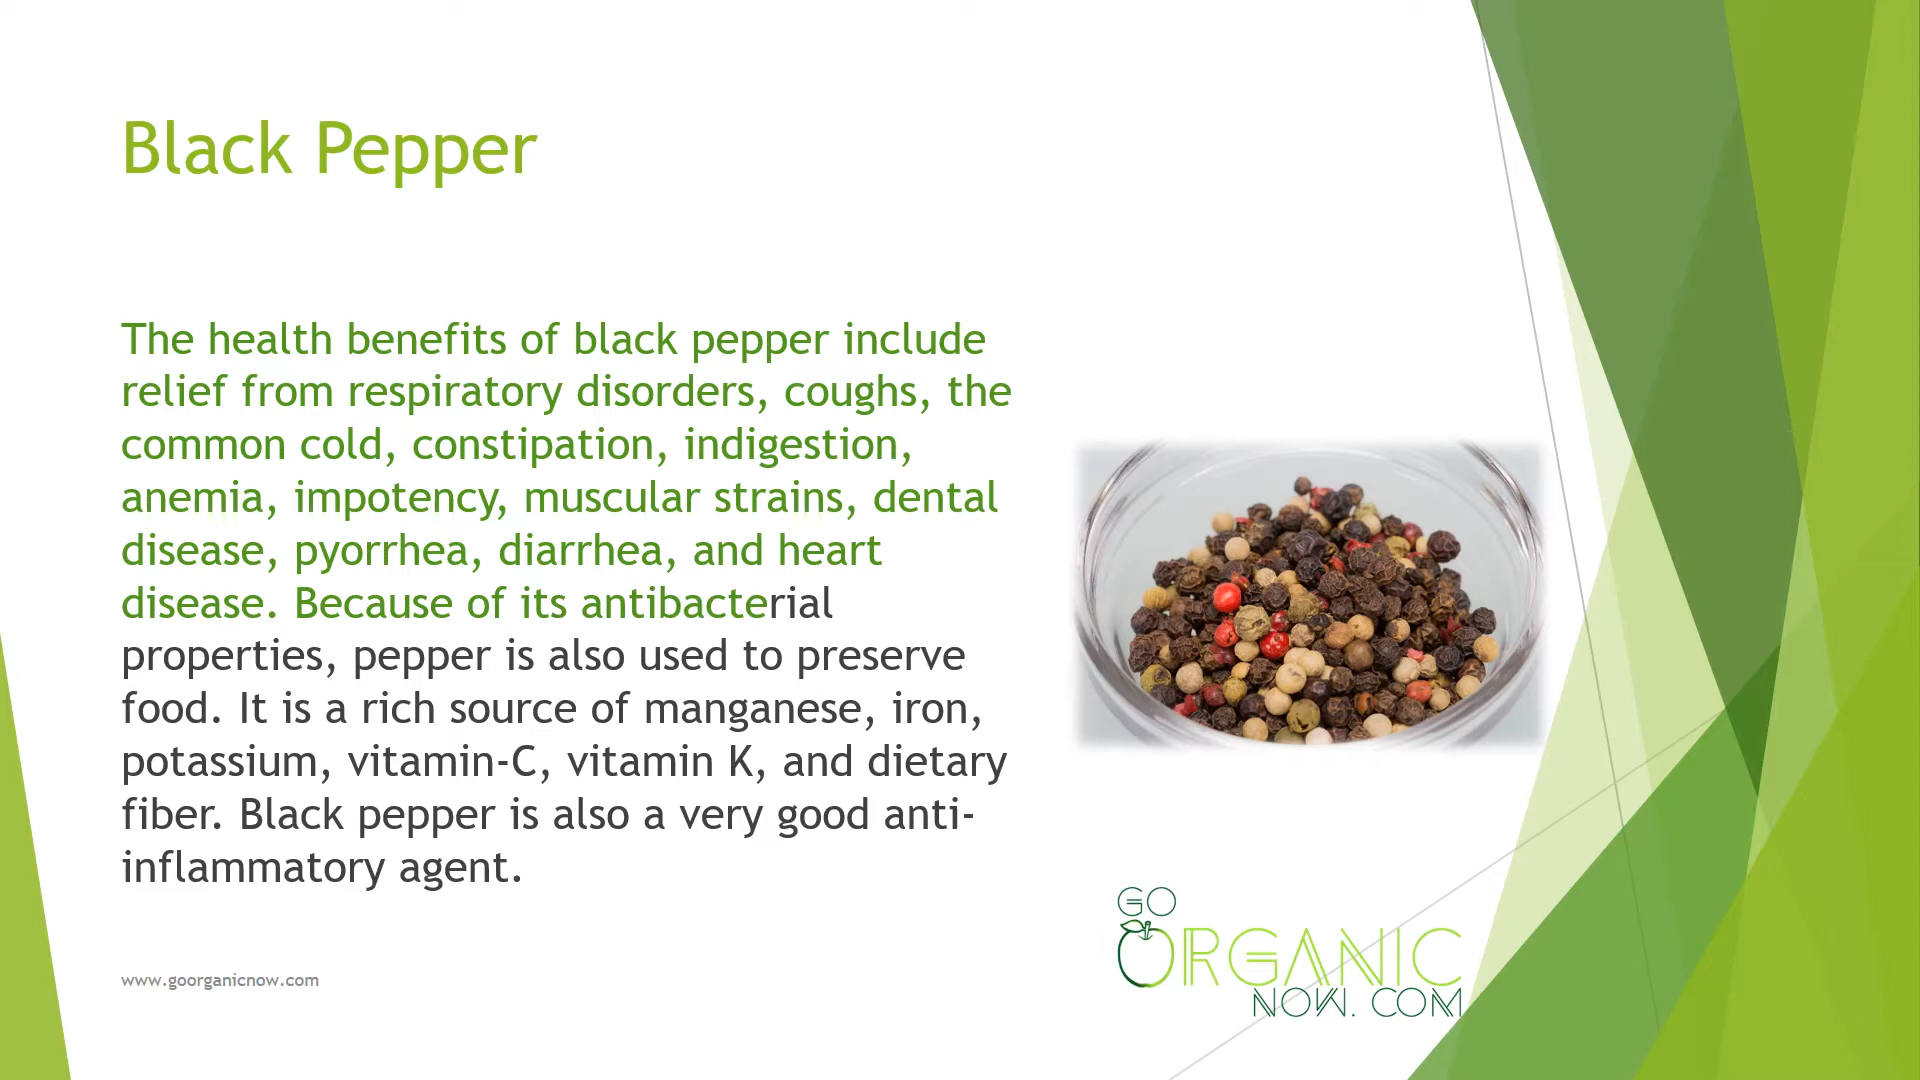 Black Pepper
The health benefits of black pepper include
relief from respiratory disorders, coughs, the
common cold, constipation, indigestion,
anemia, impotency, muscular strains, dental
disease, pyorrhea, diarrhea, and heart
disease. Because of its antibacterial
properties, pepper is also used to preserve
food. It is a rich source of manganese, iron,
potassium, vitamin-C, vitamin K, and dietary
fiber. Black pepper is also a very good anti-
inflammatory agent.
www.goorganicnow.com
GO
ORGANIC
NOW. COM